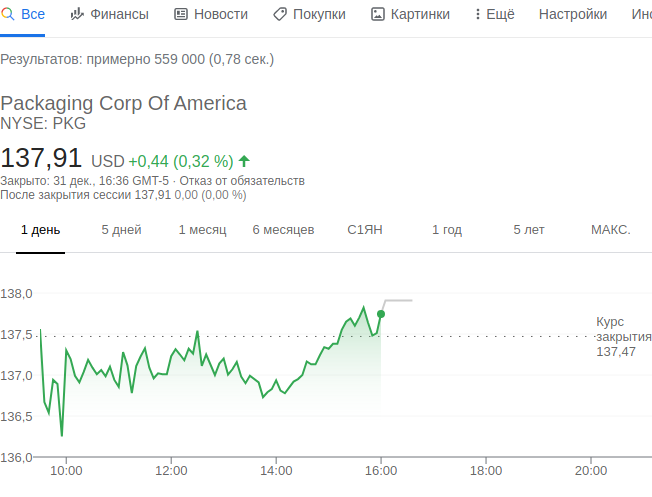 Все Финансы Новости Покупки Картинки Ещё Настройки
Результатов: примерно 559 000 (0,78 сек.)
Packaging Corp Of America
NYSE: PKG
137,91 USD +0,44 (0,32 %)
Закрыто: 31 дек., 16:36 GMT-5 · Отказ от обязательств
После закрытия сессии 137,91 0,00 (0,00 %)
1 день 5 дней 1 месяц 6 месяцев С1ЯН 1 год 5 лет МАКС.
138,0
137,5
137,0
136,5
136,0
Курс
закрытия
137,47
10:00 12:00 14:00 16:00 18:00 20:00